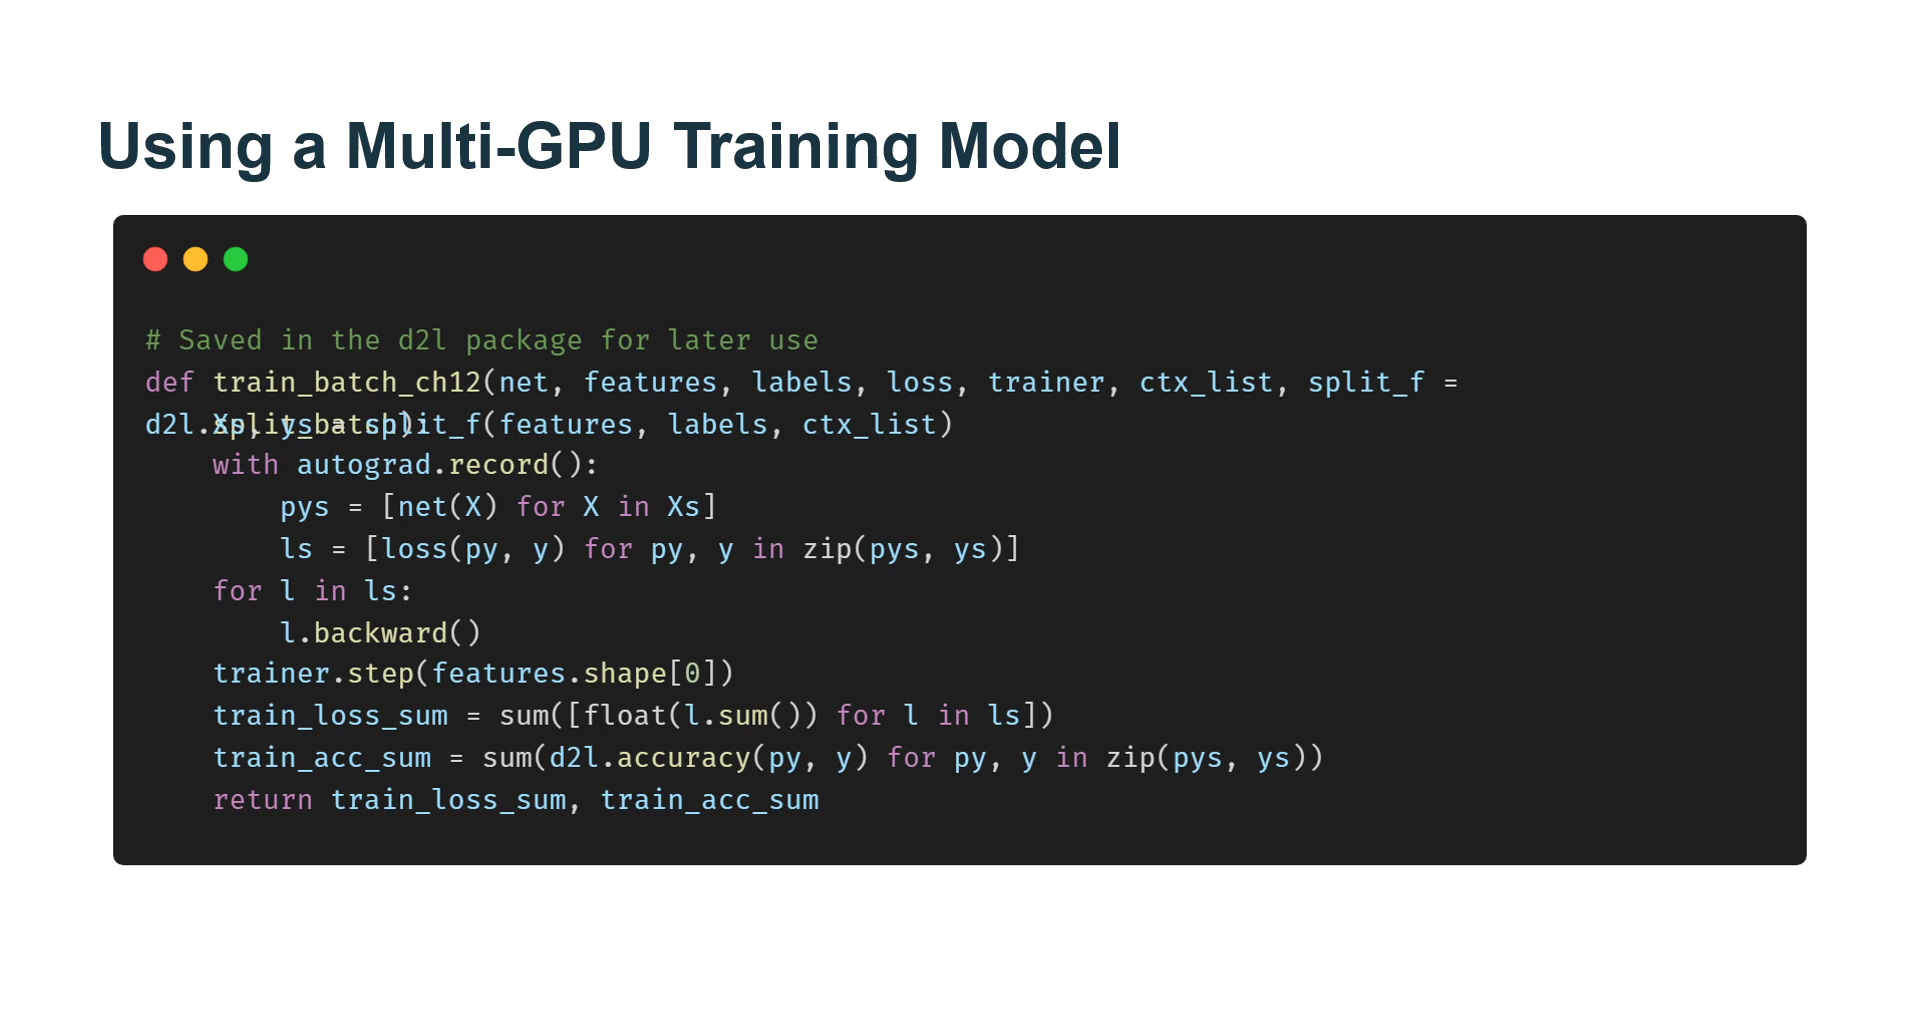 Using a Multi-GPU Training Model
# Saved in the d2l package for later use
def train_batch_ch12(net, features, labels, loss, trainer, ctx_list, split_f =
d2l.split_batch):
    Xs, ys = split_f(features, labels, ctx_list)
    with autograd.record():
        pys = [net(X) for X in Xs]
        ls = [loss(py, y) for py, y in zip(pys, ys)]
    for l in ls:
        l.backward()
    trainer.step(features.shape[0])
    train_loss_sum = sum([float(l.sum()) for l in ls])
    train_acc_sum = sum(d2l.accuracy(py, y) for py, y in zip(pys, ys))
    return train_loss_sum, train_acc_sum